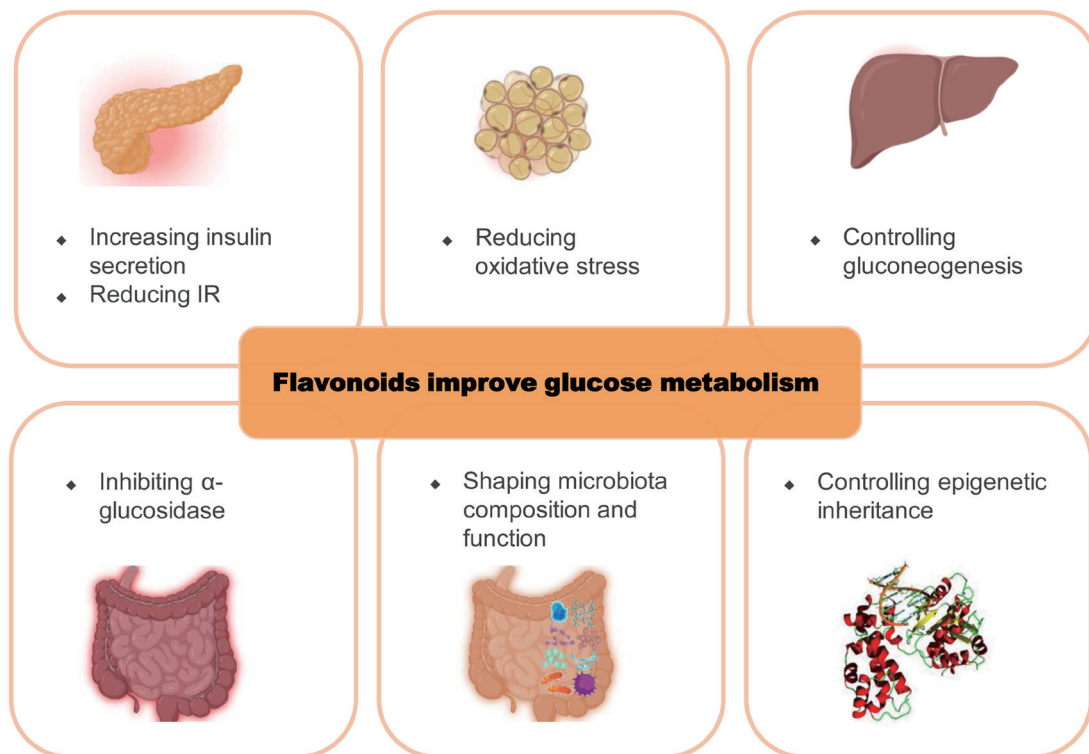 ◆ Increasing insulin
secretion
◆ Reducing IR
◆ Reducing
oxidative stress
◆ Controlling
gluconeogenesis
Flavonoids improve glucose metabolism
◆ Inhibiting α-
glucosidase
◆ Shaping microbiota
composition and
function
◆ Controlling epigenetic
inheritance